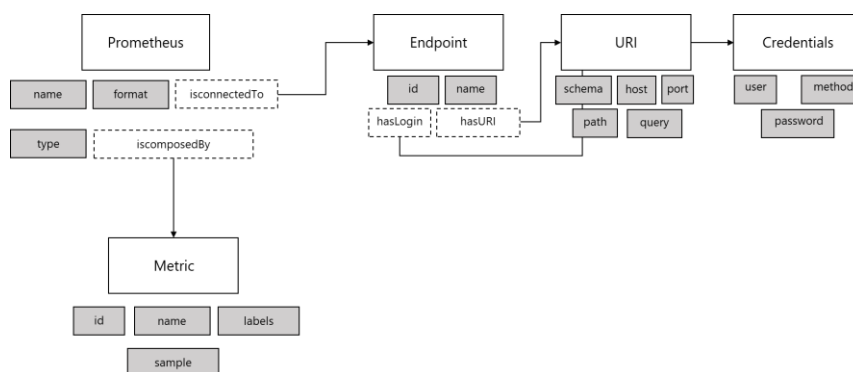 Prometheus
Endpoint
URI
Credentials
name format isconnectedTo
id name
schema host port
user method
type iscomposedBy
hasLogin hasURI
path query
password
Metric
id name labels
sample